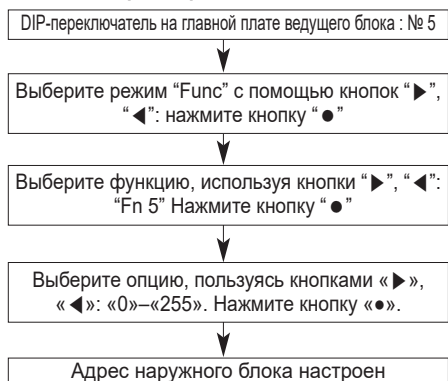 DIP-переключатель на главной плате ведущего блока : № 5
Выберите режим “Func” с помощью кнопок “▶”,
“◀”: нажмите кнопку “●”
Выберите функцию, используя кнопки “▶”, “◀”:
“Fn 5” Нажмите кнопку “●”
Выберите опцию, пользуясь кнопками «▶»,
«◀»: «0»–«255». Нажмите кнопку «●».
Адрес наружного блока настроен